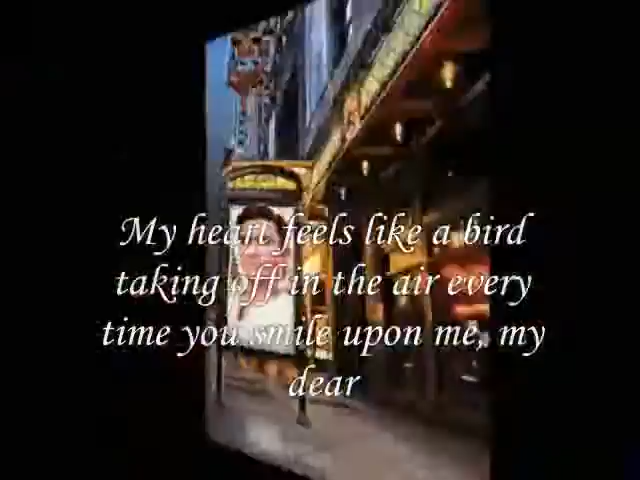 My heart feels like a bird
taking off in the air every
time you smile upon me, my
dear